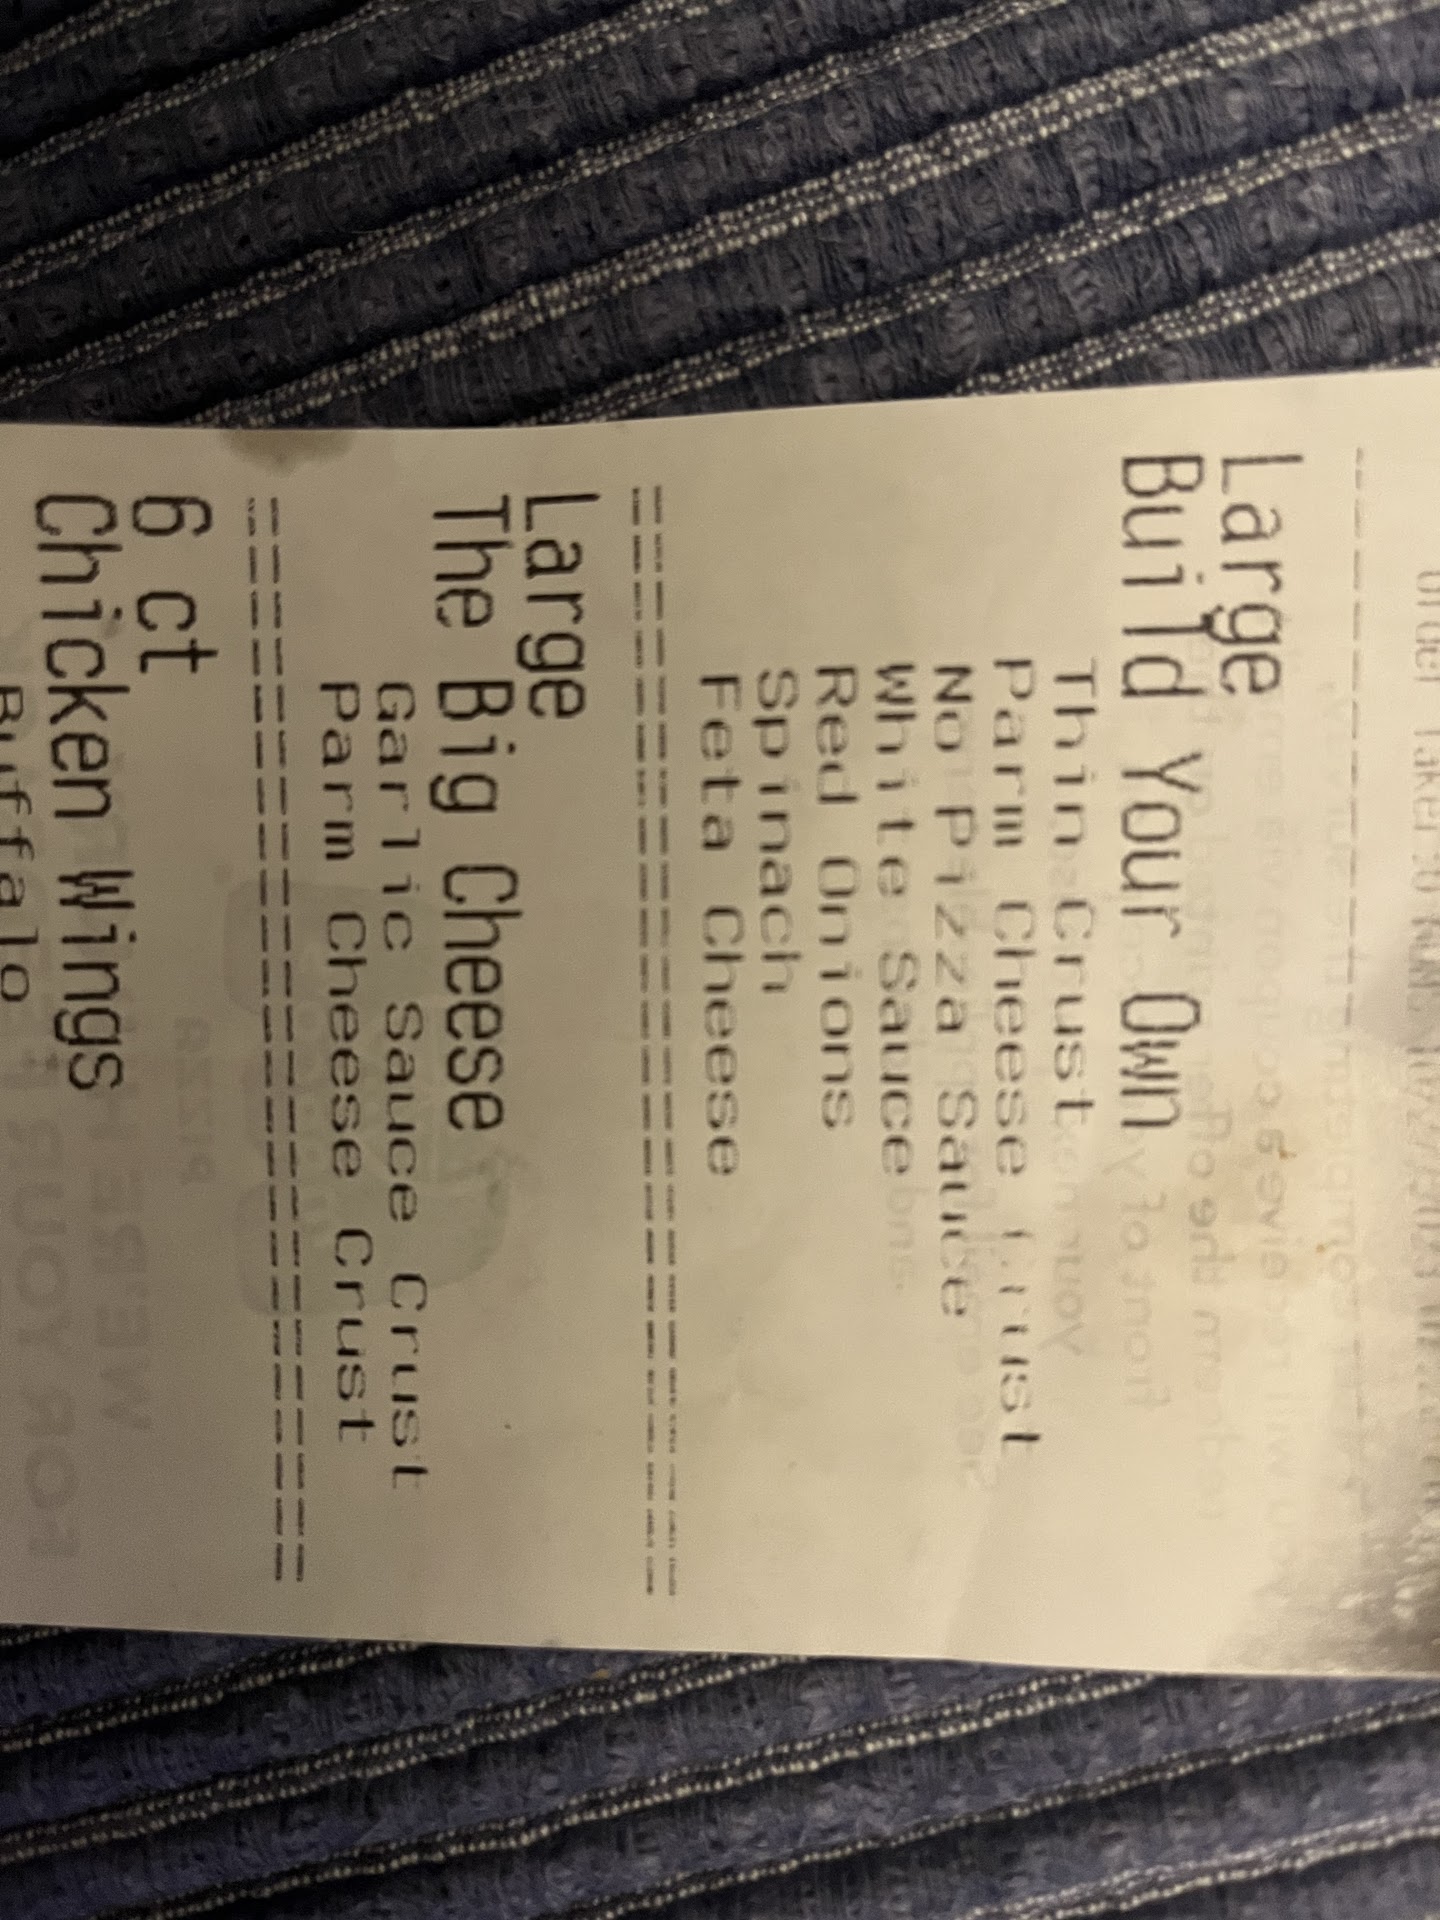 Large
Build Your Own
Thin Crust
Parm Cheese Crust
No Pizza Sauce
White Sauce
Red Onions
Spinach
Feta Cheese
Large
The Big Cheese
Garlic Sauce Crust
Parm Cheese Crust
6 ct
Chicken Wings
Buffalo